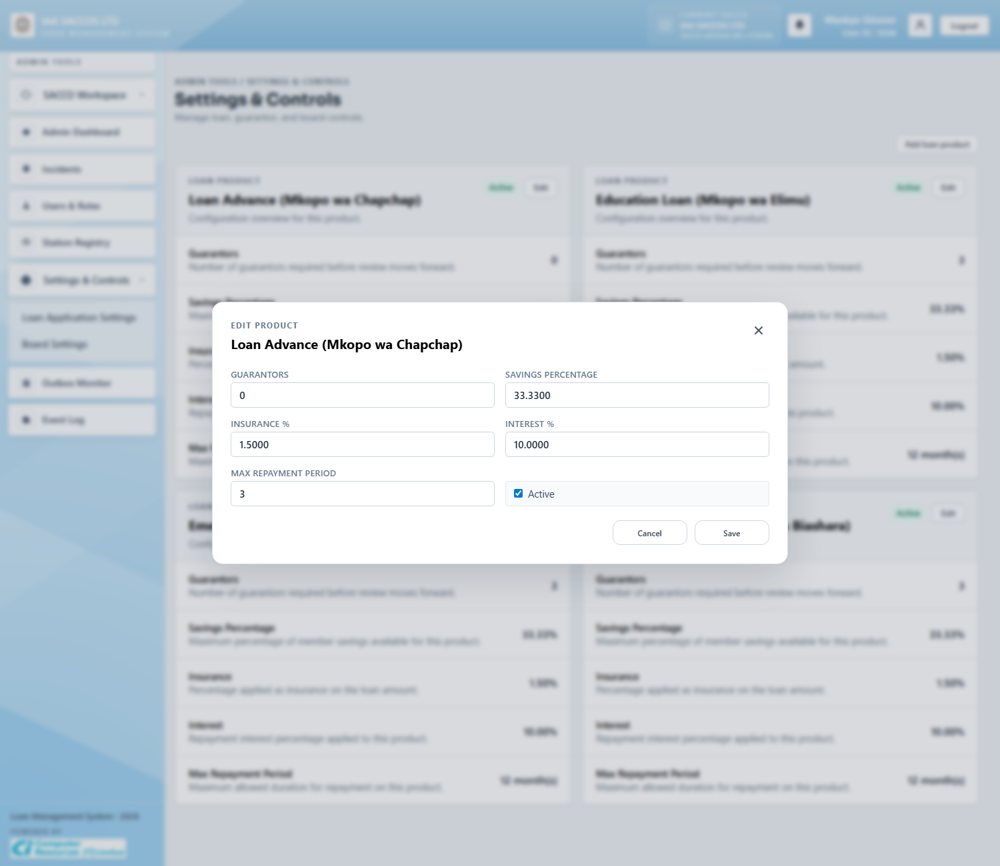 ADMIN TOOLS
SACCO Workspace
Admin Dashboard
Incidents
Users & Roles
Station Registry
Settings & Controls
Loan Application Settings
Board Settings
Outbox Monitor
Event Log
Loan Management System · 2026
POWERED BY
Computer
Logout
ADMIN TOOLS / SETTINGS & CONTROLS
Settings & Controls
Manage loan, guarantor, and board controls.
Add loan product
LOAN PRODUCT
Active
Edit
Loan Advance (Mkopo wa Chapchap)
Configuration overview for this product.
Guarantors
Number of guarantors required before review moves forward.
0
LOAN PRODUCT
Active
Edit
Education Loan (Mkopo wa Elimu)
Configuration overview for this product.
Guarantors
Number of guarantors required before review moves forward.
3
33.33%
1.50%
10.00%
12 month(s)
EDIT PRODUCT
Loan Advance (Mkopo wa Chapchap)
GUARANTORS
0
SAVINGS PERCENTAGE
33.3300
INSURANCE %
1.5000
INTEREST %
10.0000
MAX REPAYMENT PERIOD
3
Active
Cancel
Save
Guarantors
Number of guarantors required before review moves forward.
3
Savings Percentage
Maximum percentage of member savings available for this product.
33.33%
Insurance
Percentage applied as insurance on the loan amount.
1.50%
Interest
Repayment interest percentage applied to this product.
10.00%
Max Repayment Period
Maximum allowed duration for repayment on this product.
12 month(s)
Active
Edit
Biashara)
Guarantors
Number of guarantors required before review moves forward.
3
Savings Percentage
Maximum percentage of member savings available for this product.
33.33%
Insurance
Percentage applied as insurance on the loan amount.
1.50%
Interest
Repayment interest percentage applied to this product.
10.00%
Max Repayment Period
Maximum allowed duration for repayment on this product.
12 month(s)